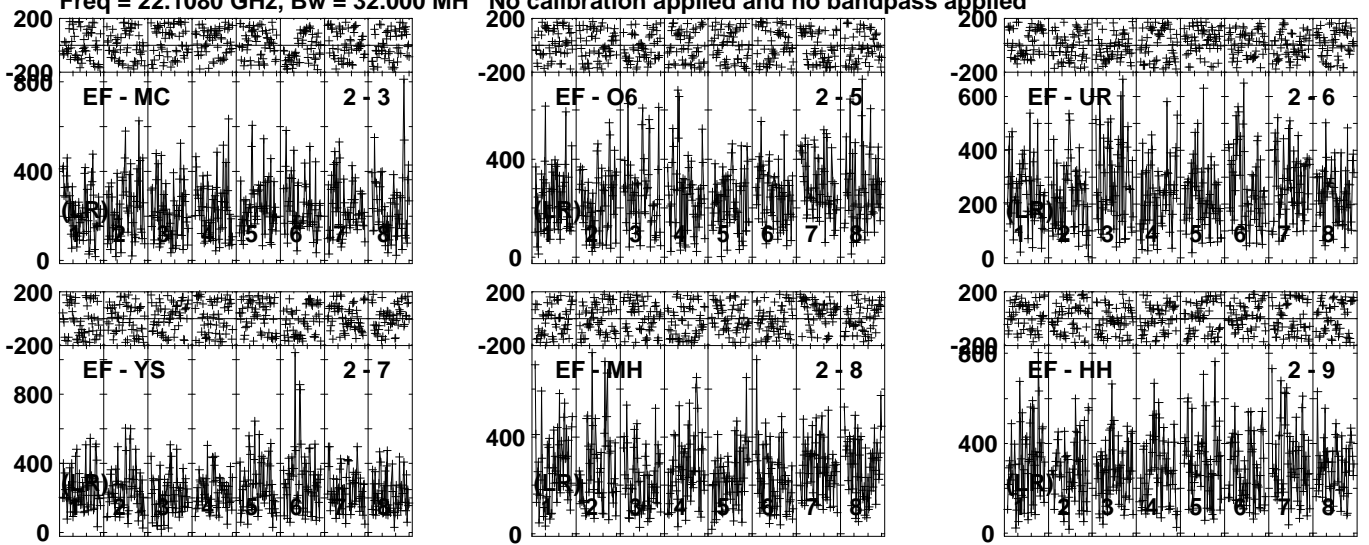 Freq = 22.1080 GHz, Bw = 32.000 MH No calibration applied and no bandpass applied
200 200 200
-200 -200 -200
800 EF - MC 2 - 3 EF - O6 2 - 5 600 EF - UR 2 - 6
400 400 400
200
(LR) (LR) (LR)
1 2 3 4 5 6 7 8 1 2 3 4 5 6 7 8 1 2 3 4 5 6 7 8
0 0 0
200 200 200
-200 -200 -200
800 EF - YS 2 - 7 EF - MH 2 - 8 800 EF - HH 2 - 9
400 400 400
(LR) (LR) (LR)
1 2 3 4 5 6 7 8 1 2 3 4 5 6 7 8 1 2 3 4 5 6 7 8
0 0 0